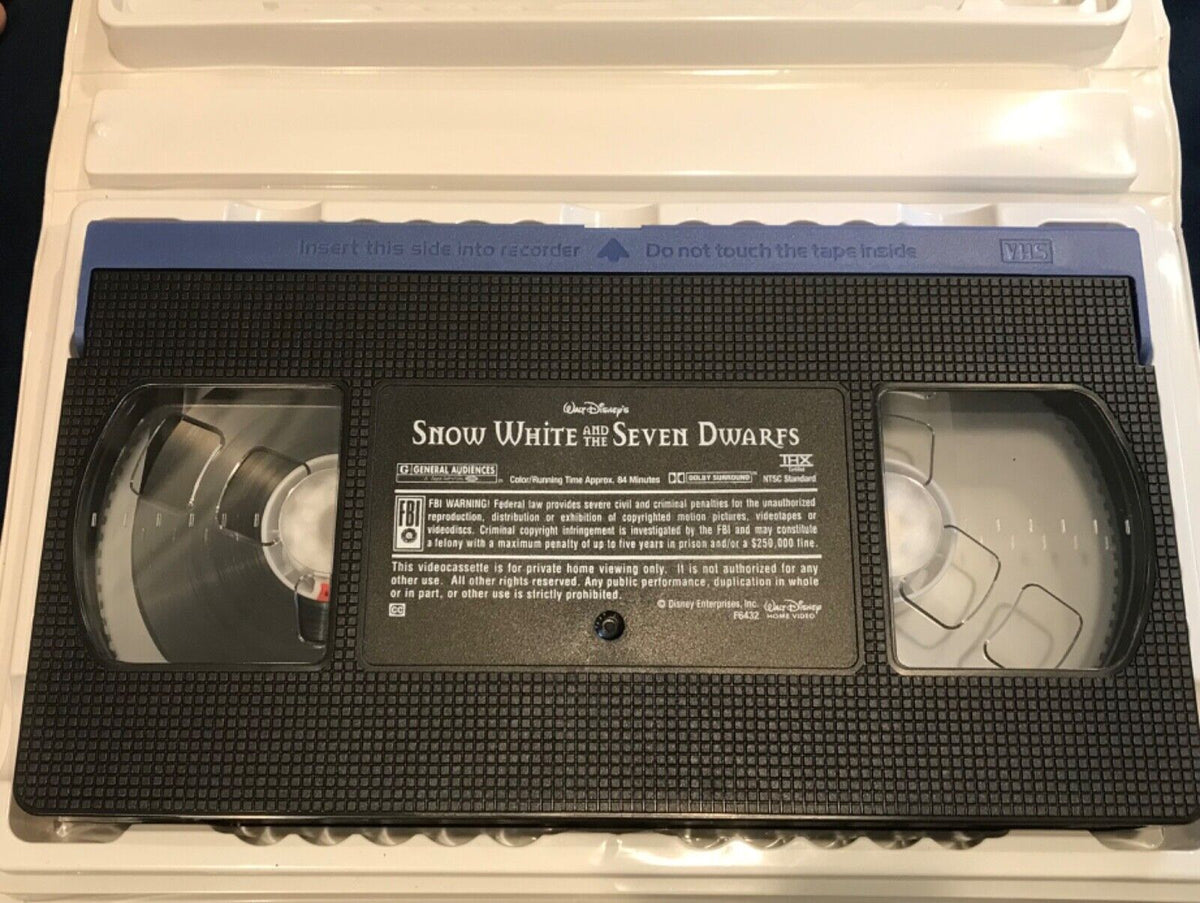 Insert this side into recorder Do not touch the tape inside VHS
Walt Disney's
SNOW WHITE AND THE SEVEN DWARFS
G GENERAL AUDIENCES
Color/Running Time Approx. 84 Minutes
DOLBY SURROUND
THX
NTSC Standard
FBI
FBI WARNING! Federal law provides severe civil and criminal penalties for the unauthorized
reproduction, distribution or exhibition of copyrighted motion pictures, videotapes or
videodiscs. Criminal copyright infringement is investigated by the FBI and may constitute
a felony with a maximum penalty of up to five years in prison and/or a $250,000 fine.
This videocassette is for private home viewing only. It is not authorized for any
other use. All other rights reserved. Any public performance, duplication in whole
or in part, or other use is strictly prohibited.
CC
© Disney Enterprises, Inc.
F6432
Walt Disney
HOME VIDEO